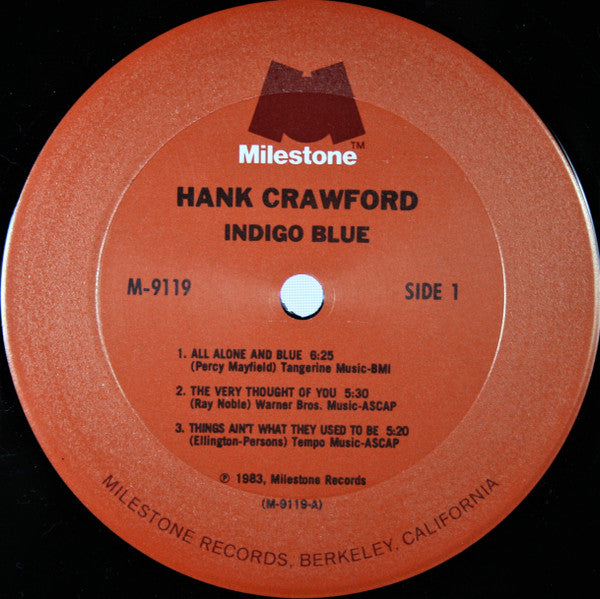 Milestone™
HANK CRAWFORD
INDIGO BLUE
M-9119 SIDE 1
1. ALL ALONE AND BLUE 6:25
(Percy Mayfield) Tangerine Music-BMI
2. THE VERY THOUGHT OF YOU 5:30
(Ray Noble) Warner Bros. Music-ASCAP
3. THINGS AIN'T WHAT THEY USED TO BE 5:20
(Ellington-Persons) Tempo Music-ASCAP
℗ 1983, Milestone Records
(M-9119-A)
MILESTONE RECORDS, BERKELEY, CALIFORNIA